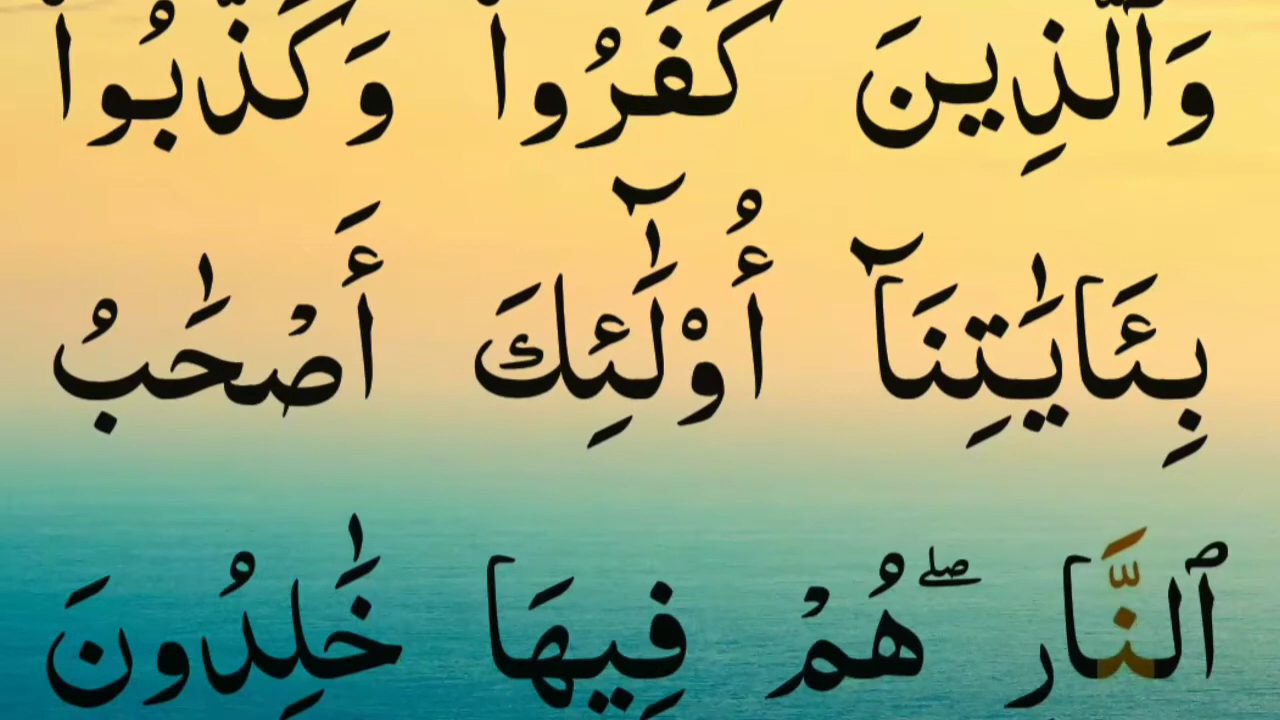 وَٱلَّذِينَ كَفَرُوا۟ وَكَذَّبُوا۟
بِـَٔايَـٰتِنَآ أُو۟لَـٰٓئِكَ أَصْحَـٰبُ
ٱلنَّارِ ۖ هُمْ فِيهَا خَـٰلِدُونَ